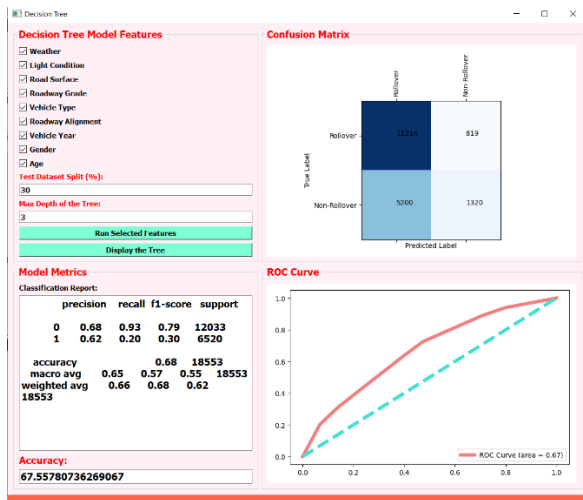 Decision Tree
Decision Tree Model Features
Weather
Light Condition
Road Surface
Roadway Grade
Vehicle Type
Roadway Alignment
Vehicle Year
Gender
Age
Test Dataset Split (%):
30
Max Depth of the Tree:
3
Run Selected Features
Display the Tree
Confusion Matrix
Rollover
Non-Rollover
True Label
Rollover
11214
819
Non-Rollover
5200
1320
Predicted Label
Model Metrics
Classification Report:
precision recall f1-score support
0 0.68 0.93 0.79 12033
1 0.62 0.20 0.30 6520
accuracy 0.68 18553
macro avg 0.65 0.57 0.55 18553
weighted avg 0.66 0.68 0.62
18553
Accuracy:
67.55780736269067
ROC Curve
1.0
0.8
0.6
0.4
0.2
0.0
ROC Curve (area = 0.67)
0.0 0.2 0.4 0.6 0.8 1.0